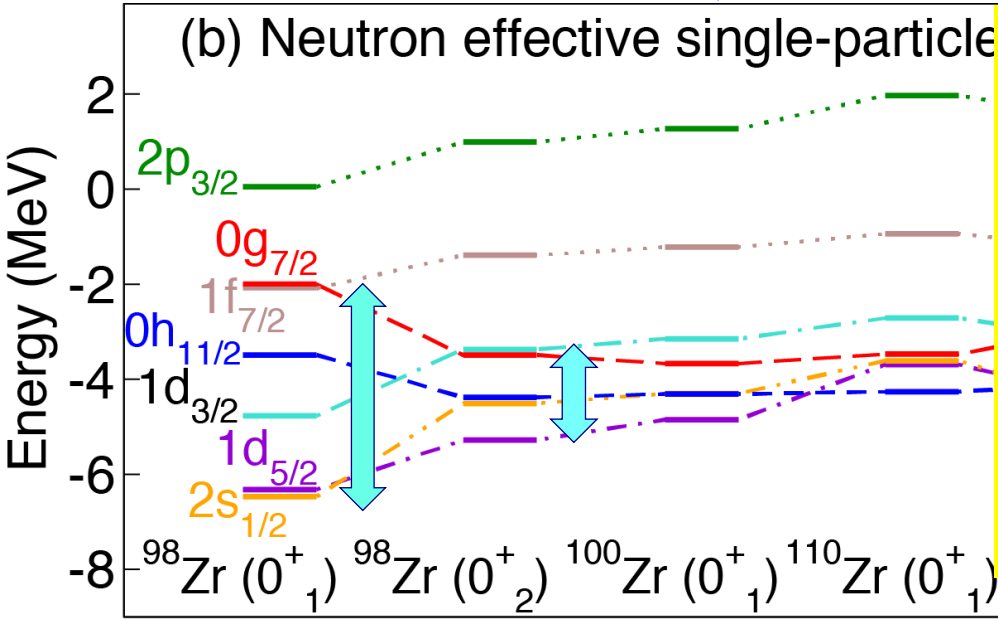 (b) Neutron effective single-particle
Energy (MeV)
2
0
-2
-4
-6
-8
2p3/2
0g7/2
1f7/2
0h11/2
1d3/2
1d5/2
2s1/2
98Zr (0+1) 98Zr (0+2) 100Zr (0+1) 110Zr (0+1)